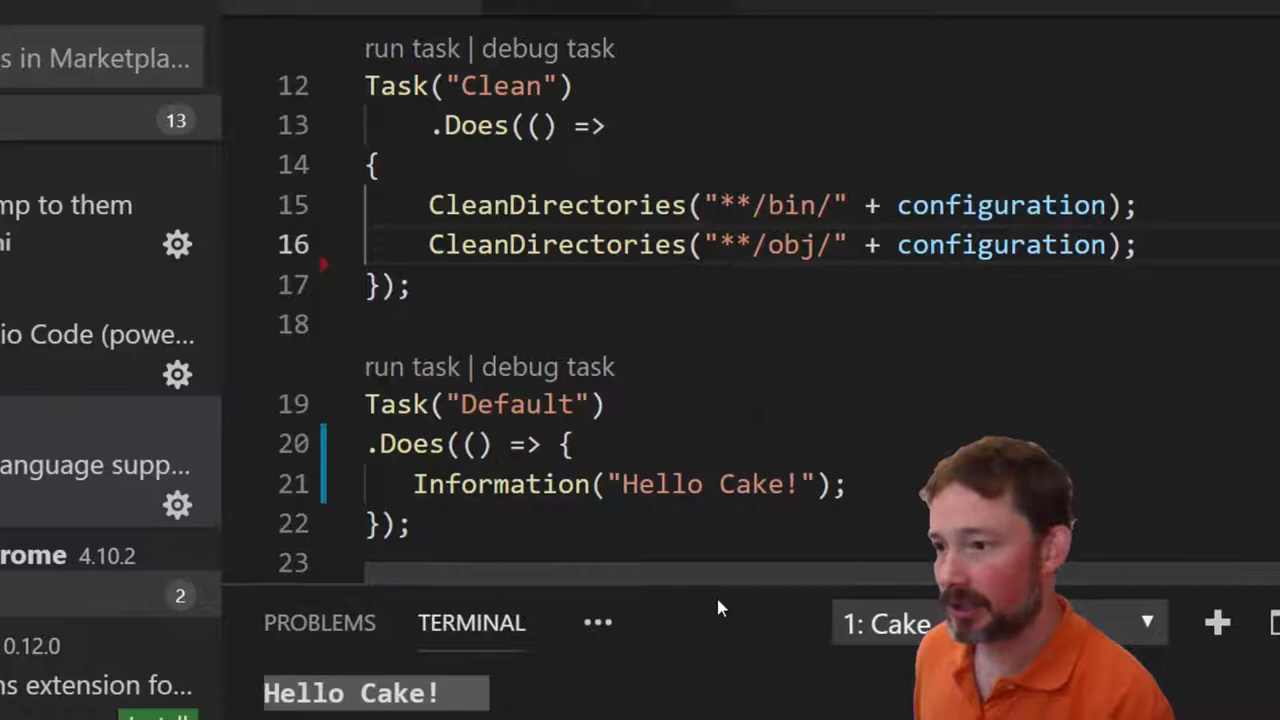 s in Marketpla...
13
mp to them
ni
io Code (powe...
anguage supp...
rome 4.10.2
2
0.12.0
ns extension fo...
run task | debug task
12 Task("Clean")
13 .Does(() =>
14 {
15 CleanDirectories("**/bin/" + configuration);
16 CleanDirectories("**/obj/" + configuration);
17 });
18
run task | debug task
19 Task("Default")
20 .Does(() => {
21 Information("Hello Cake!");
22 });
23
PROBLEMS TERMINAL ...
1: Cake
Hello Cake!